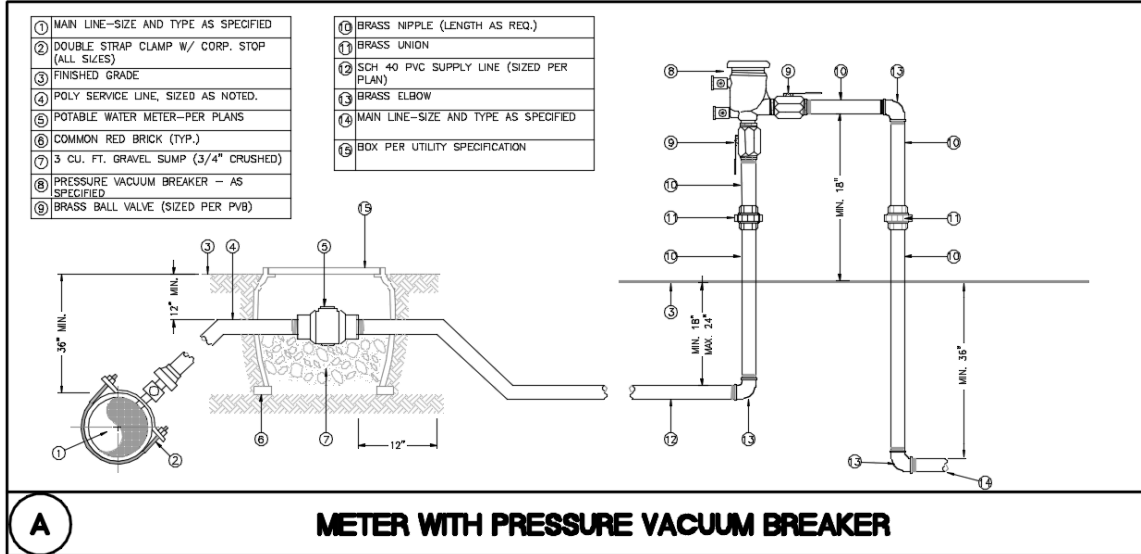 ① MAIN LINE-SIZE AND TYPE AS SPECIFIED
② DOUBLE STRAP CLAMP W/ CORP. STOP
(ALL SIZES)
③ FINISHED GRADE
④ POLY SERVICE LINE, SIZED AS NOTED.
⑤ POTABLE WATER METER-PER PLANS
⑥ COMMON RED BRICK (TYP.)
⑦ 3 CU. FT. GRAVEL SUMP (3/4" CRUSHED)
⑧ PRESSURE VACUUM BREAKER - AS
SPECIFIED
⑨ BRASS BALL VALVE (SIZED PER PVB)
⑩ BRASS NIPPLE (LENGTH AS REQ.)
⑪ BRASS UNION
⑫ SCH 40 PVC SUPPLY LINE (SIZED PER
PLAN)
⑬ BRASS ELBOW
⑭ MAIN LINE-SIZE AND TYPE AS SPECIFIED
⑮ BOX PER UTILITY SPECIFICATION
③
④
⑮
⑤
36" MIN.
12" MIN.
①
②
⑥
⑦
12"
⑧
⑨
⑩
⑬
⑨
⑩
⑩
⑪
MIN. 18"
⑪
⑩
⑩
③
MIN. 18"
MAX. 24"
MIN. 36"
⑫
⑬
⑬
⑭
A
METER WITH PRESSURE VACUUM BREAKER